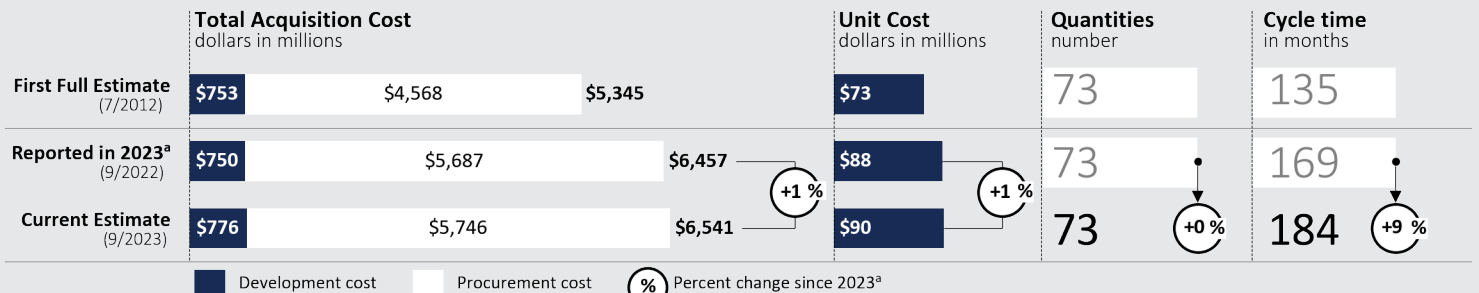 Total Acquisition Cost Unit Cost Quantities Cycle time
dollars in millions dollars in millions number in months
First Full Estimate $753 $4,568 $5,345 $73 73 135
(7/2012)
Reported in 2023ᵃ $750 $5,687 $6,457 $88 73 169
(9/2022)
+1 % +1 %
Current Estimate $776 $5,746 $6,541 $90 73 +0 % 184 +9 %
(9/2023)
Development cost Procurement cost % Percent change since 2023ᵃ